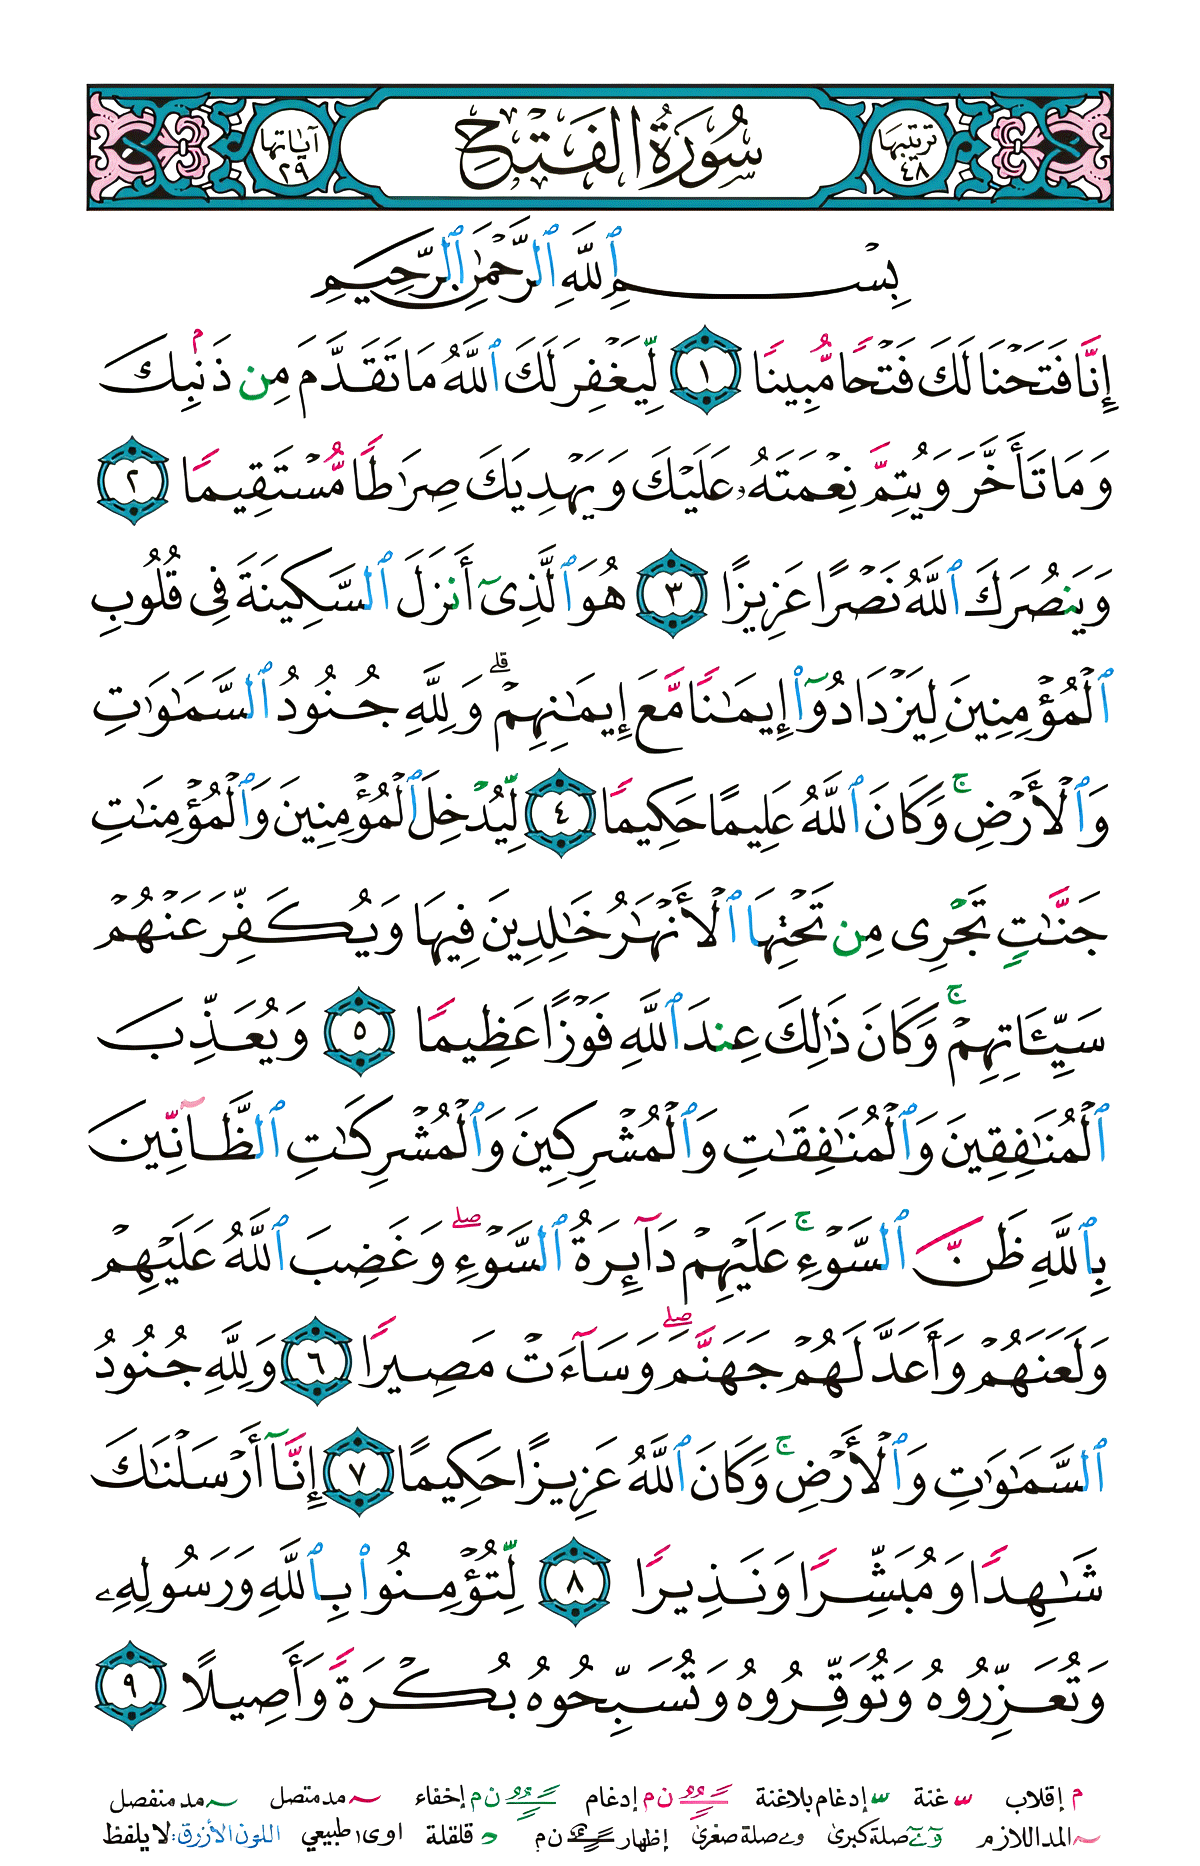 ترتيبها ٤٨
سُورَةُ الفَتْحِ
آياتها ٢٩
بِسْمِ ٱللَّهِ ٱلرَّحْمَٰنِ ٱلرَّحِيمِ
إِنَّا فَتَحْنَا لَكَ فَتْحًا مُّبِينًا ١ لِّيَغْفِرَ لَكَ ٱللَّهُ مَا تَقَدَّمَ مِن ذَنۢبِكَ
وَمَا تَأَخَّرَ وَيُتِمَّ نِعْمَتَهُۥ عَلَيْكَ وَيَهْدِيَكَ صِرَٰطًا مُّسْتَقِيمًا ٢
وَيَنصُرَكَ ٱللَّهُ نَصْرًا عَزِيزًا ٣ هُوَ ٱلَّذِىٓ أَنزَلَ ٱلسَّكِينَةَ فِى قُلُوبِ
ٱلْمُؤْمِنِينَ لِيَزْدَادُوٓا۟ إِيمَٰنًا مَّعَ إِيمَٰنِهِمْ ۗ وَلِلَّهِ جُنُودُ ٱلسَّمَٰوَٰتِ
وَٱلْأَرْضِ ۚ وَكَانَ ٱللَّهُ عَلِيمًا حَكِيمًا ٤ لِّيُدْخِلَ ٱلْمُؤْمِنِينَ وَٱلْمُؤْمِنَٰتِ
جَنَّٰتٍ تَجْرِى مِن تَحْتِهَا ٱلْأَنْهَٰرُ خَٰلِدِينَ فِيهَا وَيُكَفِّرَ عَنْهُمْ
سَيِّـَٔاتِهِمْ ۚ وَكَانَ ذَٰلِكَ عِندَ ٱللَّهِ فَوْزًا عَظِيمًا ٥ وَيُعَذِّبَ
ٱلْمُنَٰفِقِينَ وَٱلْمُنَٰفِقَٰتِ وَٱلْمُشْرِكِينَ وَٱلْمُشْرِكَٰتِ ٱلظَّآنِّينَ
بِٱللَّهِ ظَنَّ ٱلسَّوْءِ ۚ عَلَيْهِمْ دَآئِرَةُ ٱلسَّوْءِ ۖ وَغَضِبَ ٱللَّهُ عَلَيْهِمْ
وَلَعَنَهُمْ وَأَعَدَّ لَهُمْ جَهَنَّمَ ۖ وَسَآءَتْ مَصِيرًا ٦ وَلِلَّهِ جُنُودُ
ٱلسَّمَٰوَٰتِ وَٱلْأَرْضِ ۚ وَكَانَ ٱللَّهُ عَزِيزًا حَكِيمًا ٧ إِنَّآ أَرْسَلْنَٰكَ
شَٰهِدًا وَمُبَشِّرًا وَنَذِيرًا ٨ لِّتُؤْمِنُوا۟ بِٱللَّهِ وَرَسُولِهِۦ
وَتُعَزِّرُوهُ وَتُوَقِّرُوهُ وَتُسَبِّحُوهُ بُكْرَةً وَأَصِيلًا ٩
م إقلاب غنة إدغام بلاغنة ن م إدغام ن م إخفاء مد متصل مد منفصل
المد اللازم صلة كبرى وے صلة صغرى إظهار ن م قلقلة اوى ا طبيعي اللون الأزرق: لا يلفظ